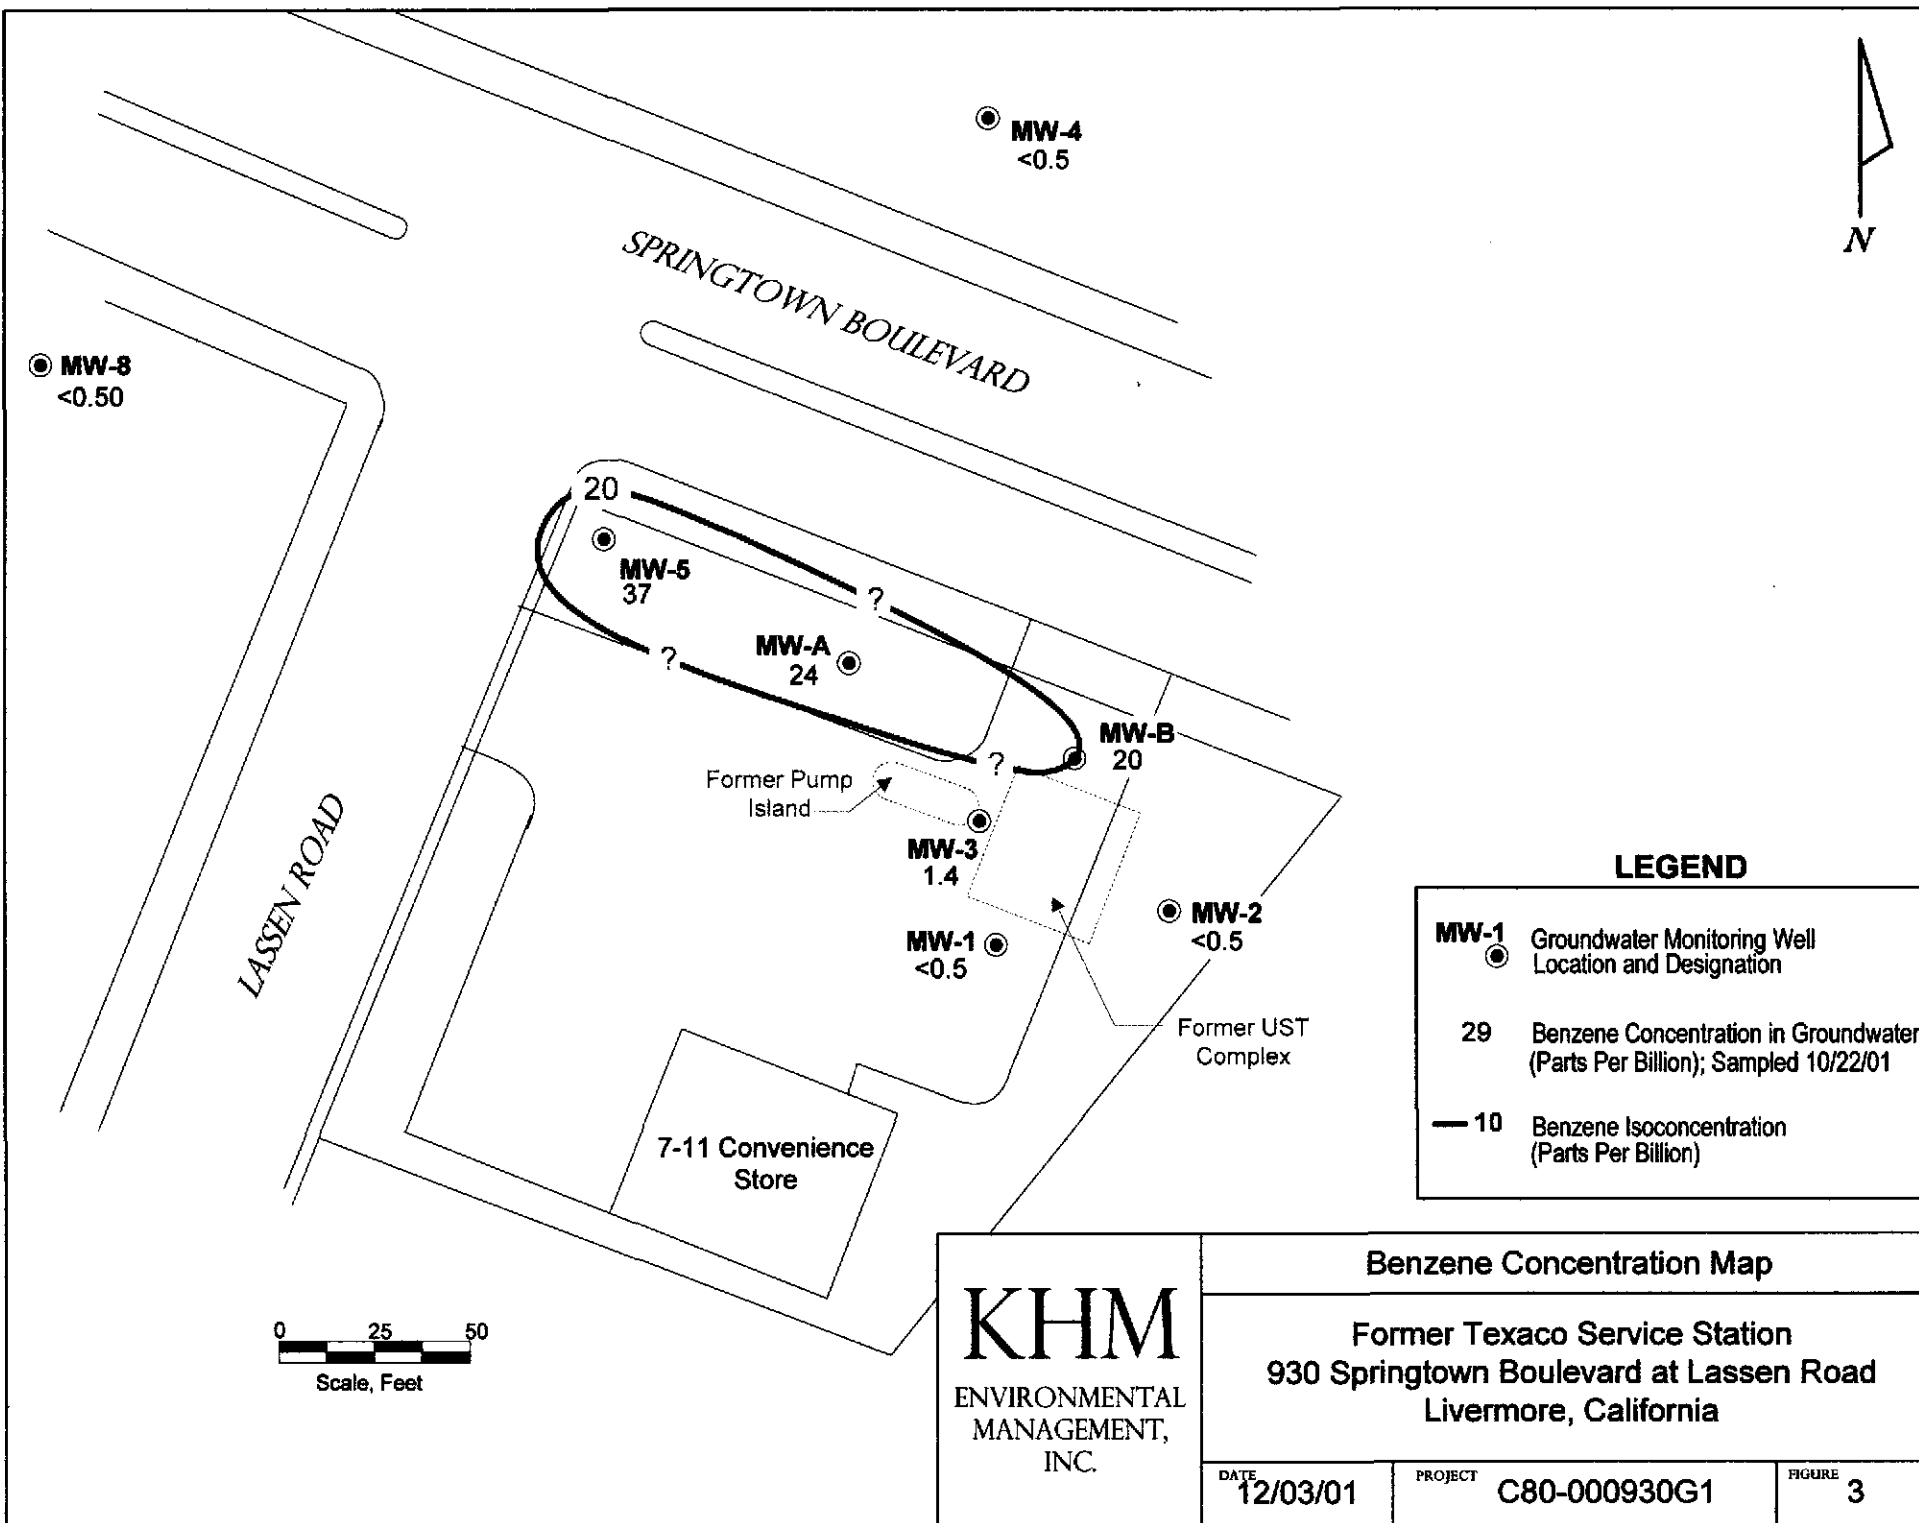 MW-4
<0.5
N
SPRINGTOWN BOULEVARD
MW-8
<0.50
20
MW-5
37
?
MW-A
24
?
MW-B
20
?
Former Pump
Island
MW-3
1.4
LASSEN ROAD
MW-2
<0.5
MW-1
<0.5
Former UST
Complex
7-11 Convenience
Store
LEGEND
MW-1
Groundwater Monitoring Well
Location and Designation
29
Benzene Concentration in Groundwater
(Parts Per Billion); Sampled 10/22/01
10
Benzene Isoconcentration
(Parts Per Billion)
0 25 50
Scale, Feet
KHM
ENVIRONMENTAL
MANAGEMENT,
INC.
Benzene Concentration Map
Former Texaco Service Station
930 Springtown Boulevard at Lassen Road
Livermore, California
DATE 12/03/01
PROJECT C80-000930G1
FIGURE 3